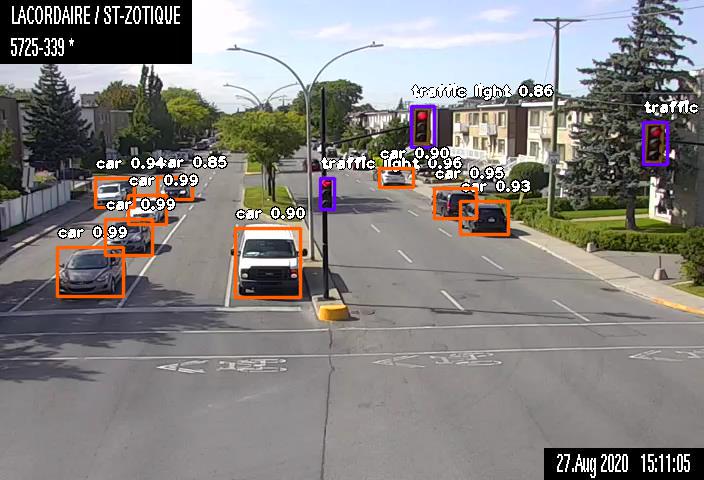 LACORDAIRE / ST-ZOTIQUE
5725-339 *
traffic light 0.86
traffic
car 0.94
car 0.85
car 0.99
car 0.99
car 0.99
car 0.90
traffic light 0.96
car 0.90
car 0.95
car 0.93
27.Aug 2020 15:11:05